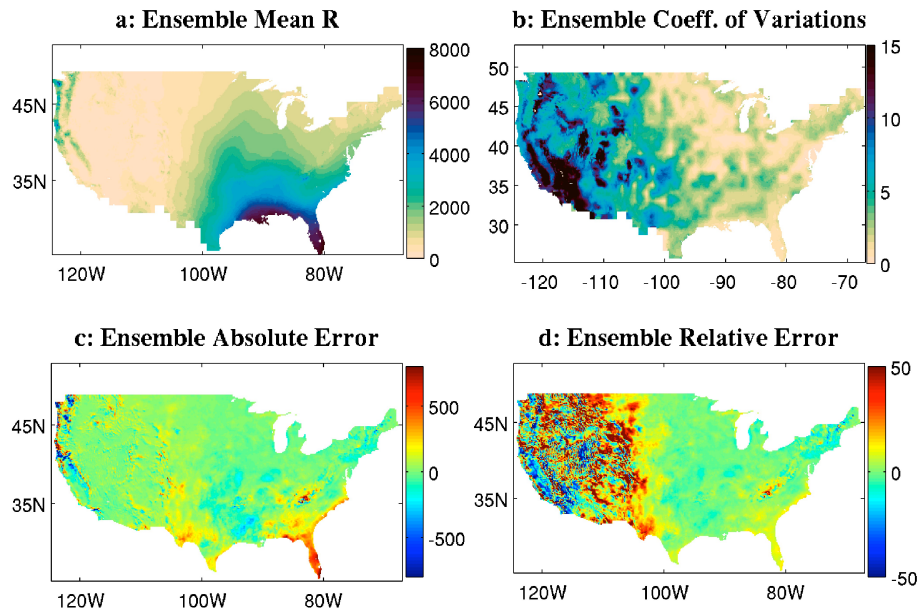 a: Ensemble Mean R
b: Ensemble Coeff. of Variations
45N
35N
120W 100W 80W
8000
6000
4000
2000
0
50
45
40
35
30
-120 -110 -100 -90 -80 -70
15
10
5
0
c: Ensemble Absolute Error
d: Ensemble Relative Error
45N
35N
120W 100W 80W
500
0
-500
45N
35N
120W 100W 80W
50
0
-50